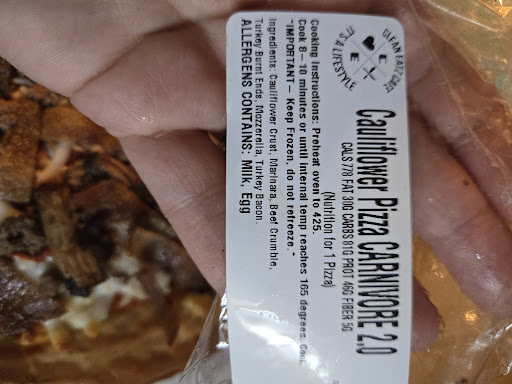 CLEAN EATZ
C E
IT'S A LIFESTYLE
Cauliflower Pizza CARNIVORE 2.0
CALS 778 FAT 30G CARBS 81G PROT 46G FIBER 5G
(Nutrition for 1 Pizza)
Cooking Instructions: Preheat oven to 425.
Cook 8 – 10 minutes or until internal temp reaches 165 degrees.
*IMPORTANT – Keep Frozen, do not refreeze.*
Ingredients: Cauliflower Crust, Marinara, Beef Crumble,
Turkey Burnt Ends, Mozzerella, Turkey Bacon.
ALLERGENS CONTAINS: Milk, Egg